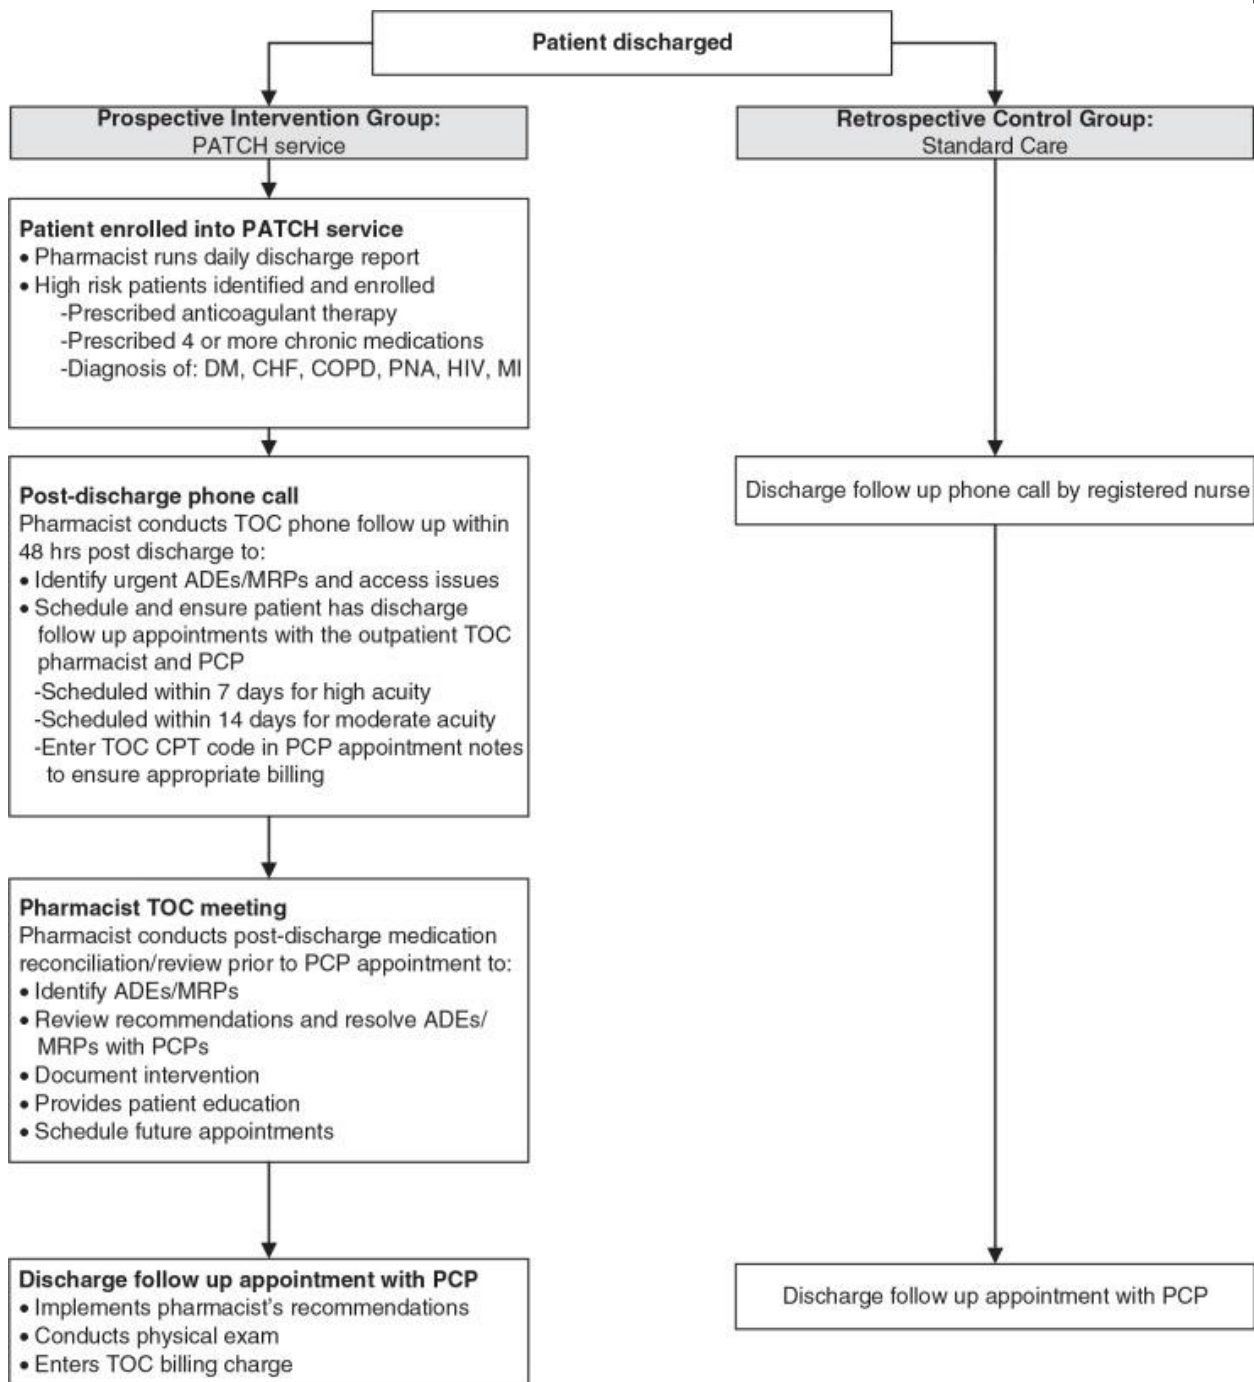 Patient discharged
Prospective Intervention Group:
PATCH service
Retrospective Control Group:
Standard Care
Patient enrolled into PATCH service
• Pharmacist runs daily discharge report
• High risk patients identified and enrolled
-Prescribed anticoagulant therapy
-Prescribed 4 or more chronic medications
-Diagnosis of: DM, CHF, COPD, PNA, HIV, MI
Post-discharge phone call
Pharmacist conducts TOC phone follow up within
48 hrs post discharge to:
• Identify urgent ADEs/MRPs and access issues
• Schedule and ensure patient has discharge
follow up appointments with the outpatient TOC
pharmacist and PCP
-Scheduled within 7 days for high acuity
-Scheduled within 14 days for moderate acuity
-Enter TOC CPT code in PCP appointment notes
to ensure appropriate billing
Discharge follow up phone call by registered nurse
Pharmacist TOC meeting
Pharmacist conducts post-discharge medication
reconciliation/review prior to PCP appointment to:
• Identify ADEs/MRPs
• Review recommendations and resolve ADEs/
MRPs with PCPs
• Document intervention
• Provides patient education
• Schedule future appointments
Discharge follow up appointment with PCP
• Implements pharmacist's recommendations
• Conducts physical exam
• Enters TOC billing charge
Discharge follow up appointment with PCP